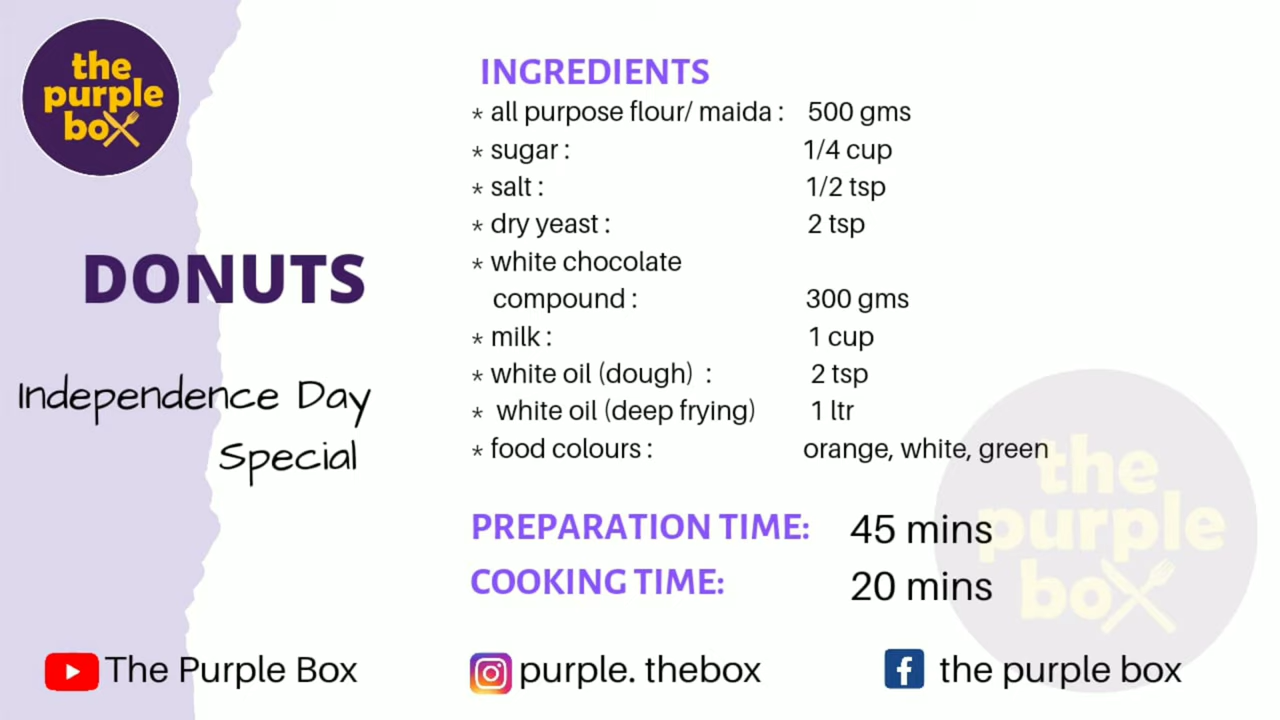 the
purple
box
DONUTS
Independence Day
Special
INGREDIENTS
* all purpose flour/ maida : 500 gms
* sugar : 1/4 cup
* salt : 1/2 tsp
* dry yeast : 2 tsp
* white chocolate
compound : 300 gms
* milk : 1 cup
* white oil (dough) : 2 tsp
* white oil (deep frying) 1 ltr
* food colours : orange, white, green
PREPARATION TIME: 45 mins
COOKING TIME: 20 mins
the
purple
box
The Purple Box
purple. thebox
the purple box